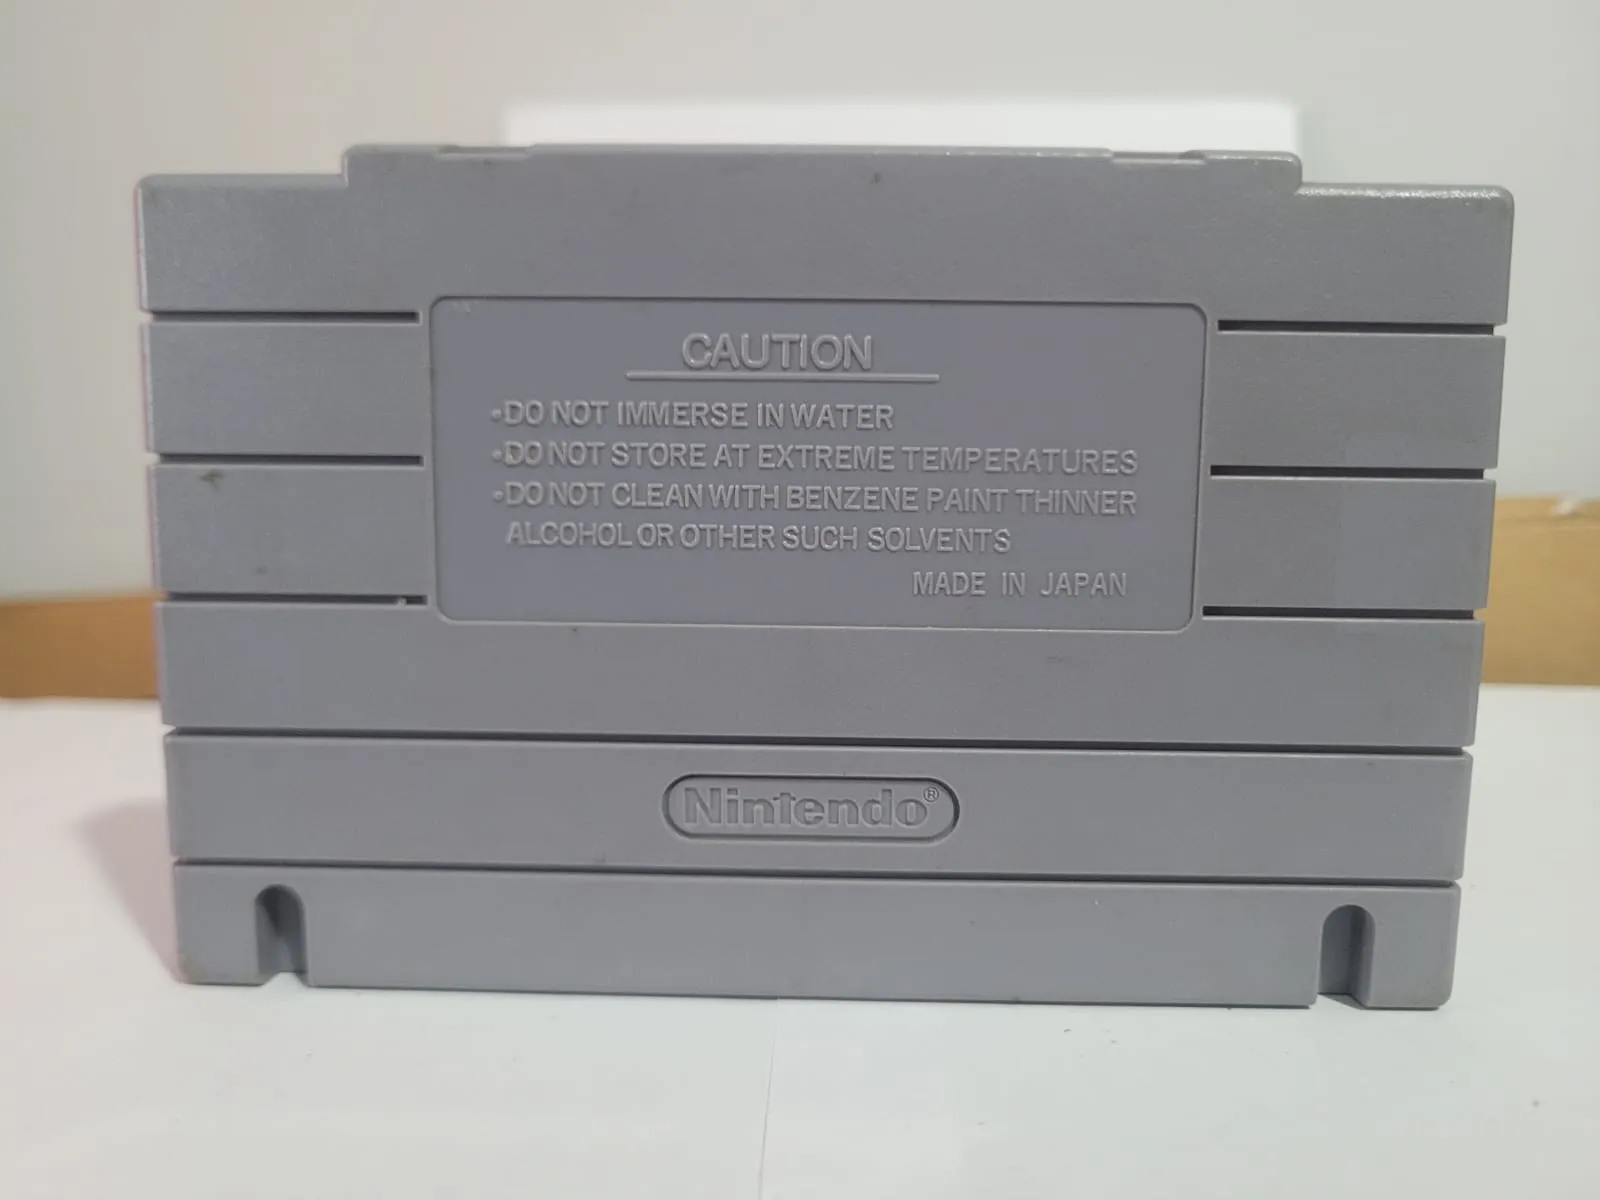 CAUTION
•DO NOT IMMERSE IN WATER
•DO NOT STORE AT EXTREME TEMPERATURES
•DO NOT CLEAN WITH BENZENE PAINT THINNER
ALCOHOL OR OTHER SUCH SOLVENTS
MADE IN JAPAN
Nintendo®